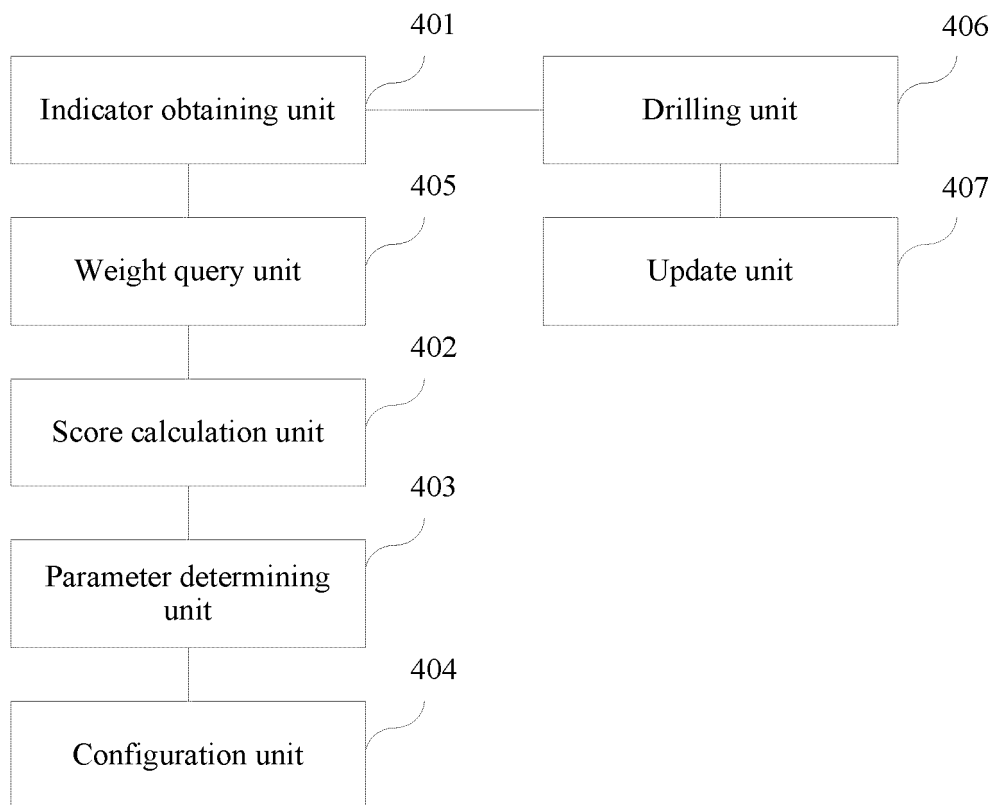 401
Indicator obtaining unit
406
Drilling unit
405
Weight query unit
407
Update unit
402
Score calculation unit
403
Parameter determining
unit
404
Configuration unit